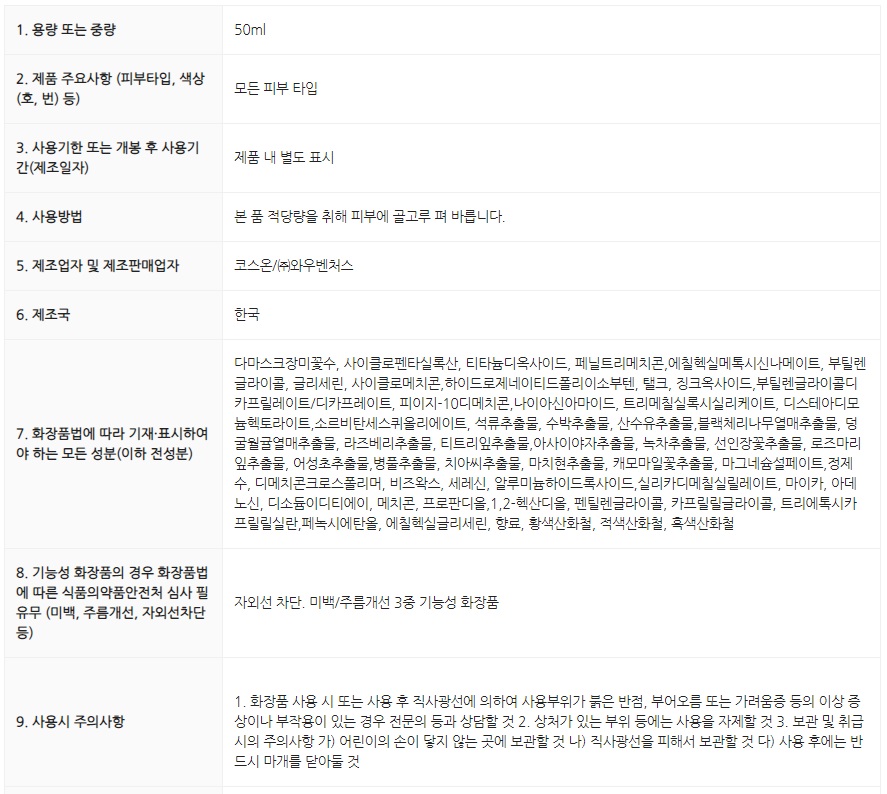 1. 용량 또는 중량
50ml
2. 제품 주요사항 (피부타입, 색상
(호, 번) 등)
모든 피부 타입
3. 사용기한 또는 개봉 후 사용기
간(제조일자)
제품 내 별도 표시
4. 사용방법
본 품 적당량을 취해 피부에 골고루 펴 바릅니다.
5. 제조업자 및 제조판매업자
코스온/㈜와우벤처스
6. 제조국
한국
7. 화장품법에 따라 기재·표시하여
야 하는 모든 성분(이하 전성분)
다마스크장미꽃수, 사이클로펜타실록산, 티타늄디옥사이드, 페닐트리메치콘,에칠헥실메톡시신나메이트, 부틸렌
글라이콜, 글리세린, 사이클로메치콘,하이드로제네이티드폴리이소부텐, 탤크, 징크옥사이드,부틸렌글라이콜디
카프릴레이트/디카프레이트, 피이지-10디메치콘,나이아신아마이드, 트리메칠실록시실리케이트, 디스테아디모
늄헥토라이트,소르비탄세스퀴올리에이트, 석류추출물, 수박추출물, 산수유추출물,블랙체리나무열매추출물, 덩
굴월귤열매추출물, 라즈베리추출물, 티트리잎추출물,아사이야자추출물, 녹차추출물, 선인장꽃추출물, 로즈마리
잎추출물, 어성초추출물,병풀추출물, 치아씨추출물, 마치현추출물, 캐모마일꽃추출물, 마그네슘설페이트,정제
수, 디메치콘크로스폴리머, 비즈왁스, 세레신, 알루미늄하이드록사이드,실리카디메칠실릴레이트, 마이카, 아데
노신, 디소듐이디티에이, 메치콘, 프로판디올,1,2-헥산디올, 펜틸렌글라이콜, 카프릴릴글라이콜, 트리에톡시카
프릴릴실란,페녹시에탄올, 에칠헥실글리세린, 향료, 황색산화철, 적색산화철, 흑색산화철
8. 기능성 화장품의 경우 화장품법
에 따른 식품의약품안전처 심사 필
유무 (미백, 주름개선, 자외선차단
등)
자외선 차단. 미백/주름개선 3중 기능성 화장품
9. 사용시 주의사항
1. 화장품 사용 시 또는 사용 후 직사광선에 의하여 사용부위가 붉은 반점, 부어오름 또는 가려움증 등의 이상 증
상이나 부작용이 있는 경우 전문의 등과 상담할 것 2. 상처가 있는 부위 등에는 사용을 자제할 것 3. 보관 및 취급
시의 주의사항 가) 어린이의 손이 닿지 않는 곳에 보관할 것 나) 직사광선을 피해서 보관할 것 다) 사용 후에는 반
드시 마개를 닫아둘 것